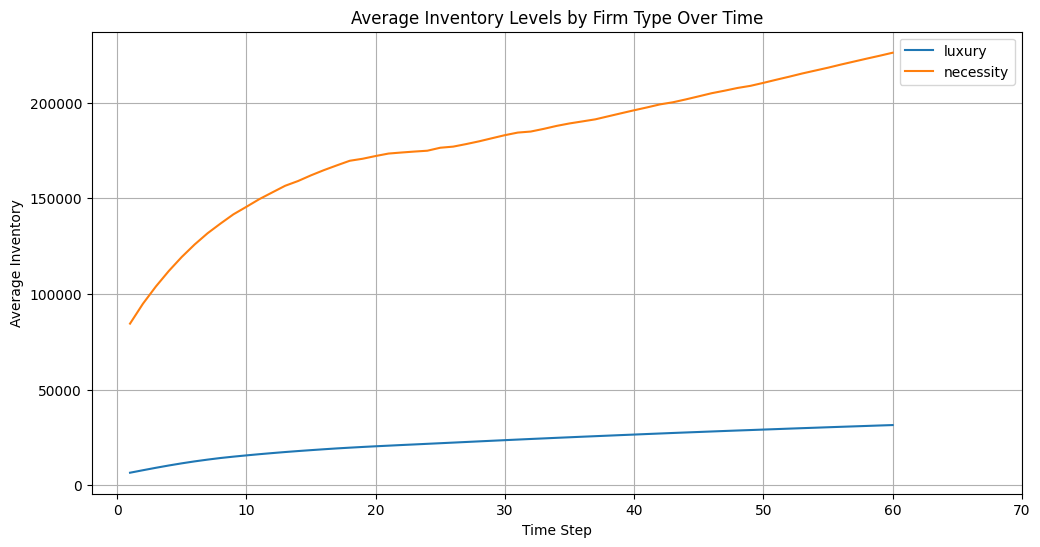 Average Inventory Levels by Firm Type Over Time
luxury
necessity
Average Inventory
200000
150000
100000
50000
0
0 10 20 30 40 50 60 70
Time Step